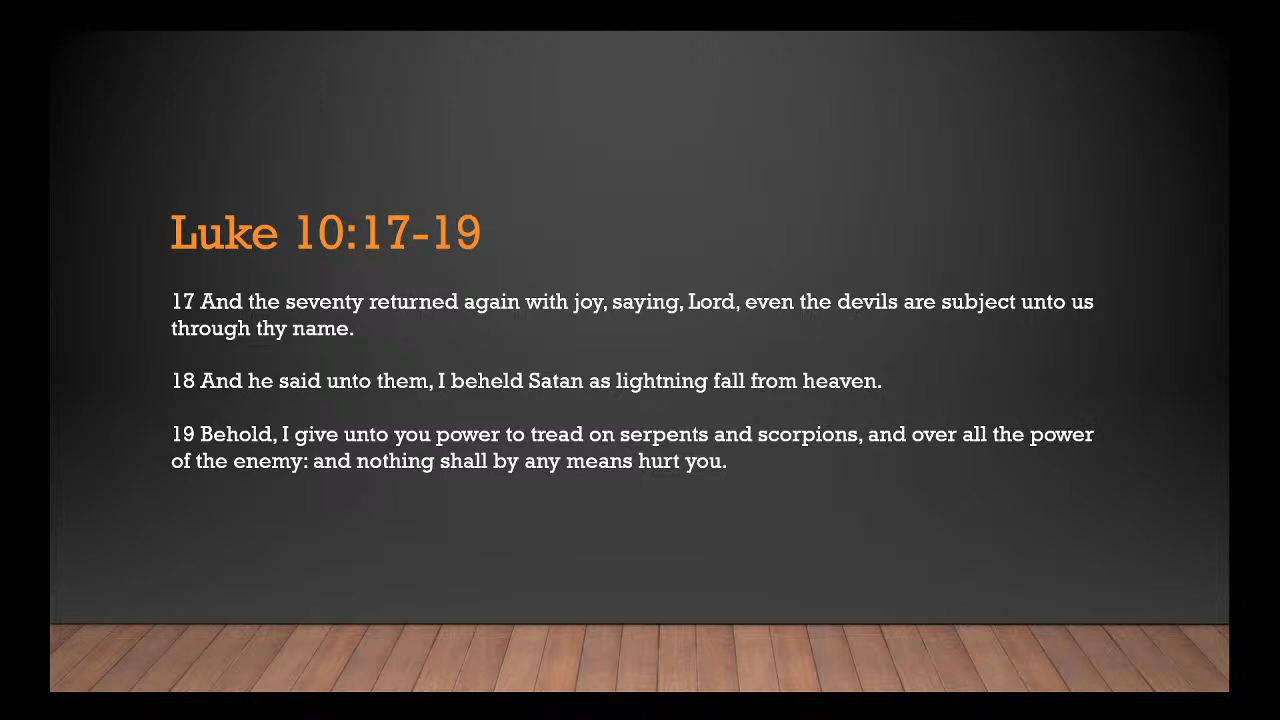 Luke 10:17-19
17 And the seventy returned again with joy, saying, Lord, even the devils are subject unto us
through thy name.
18 And he said unto them, I beheld Satan as lightning fall from heaven.
19 Behold, I give unto you power to tread on serpents and scorpions, and over all the power
of the enemy: and nothing shall by any means hurt you.